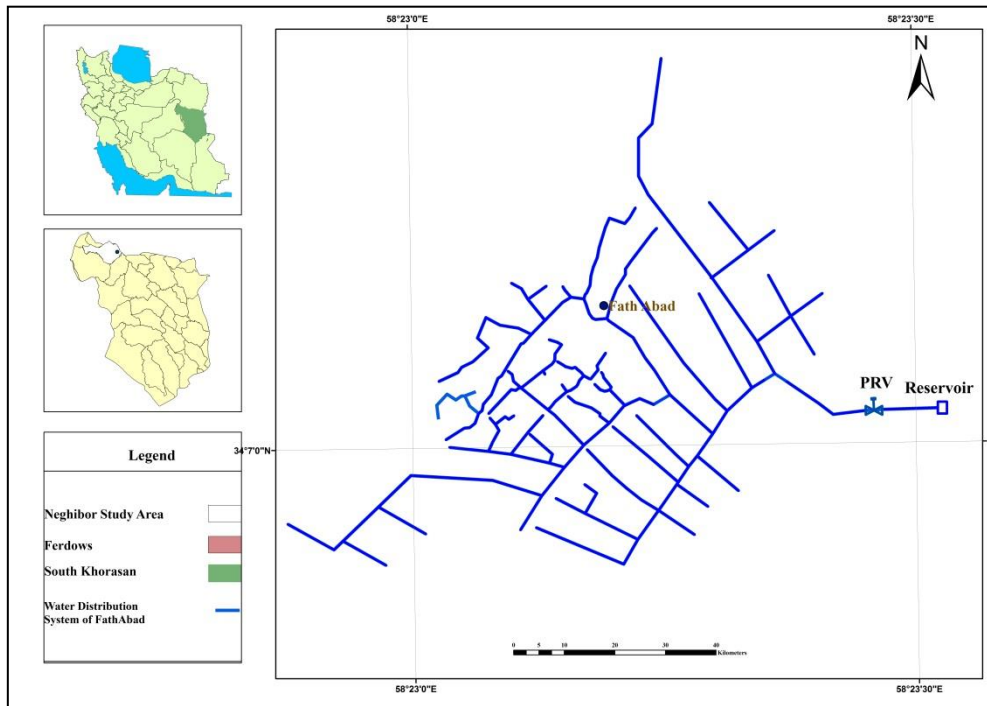 58°23'0"E
58°23'30"E
N
Fath Abad
PRV
Reservoir
34°7'0"N
Legend
Neghibor Study Area
Ferdows
South Khorasan
Water Distribution
System of FathAbad
0 5 10 20 30 40
Kilometers
58°23'0"E
58°23'30"E